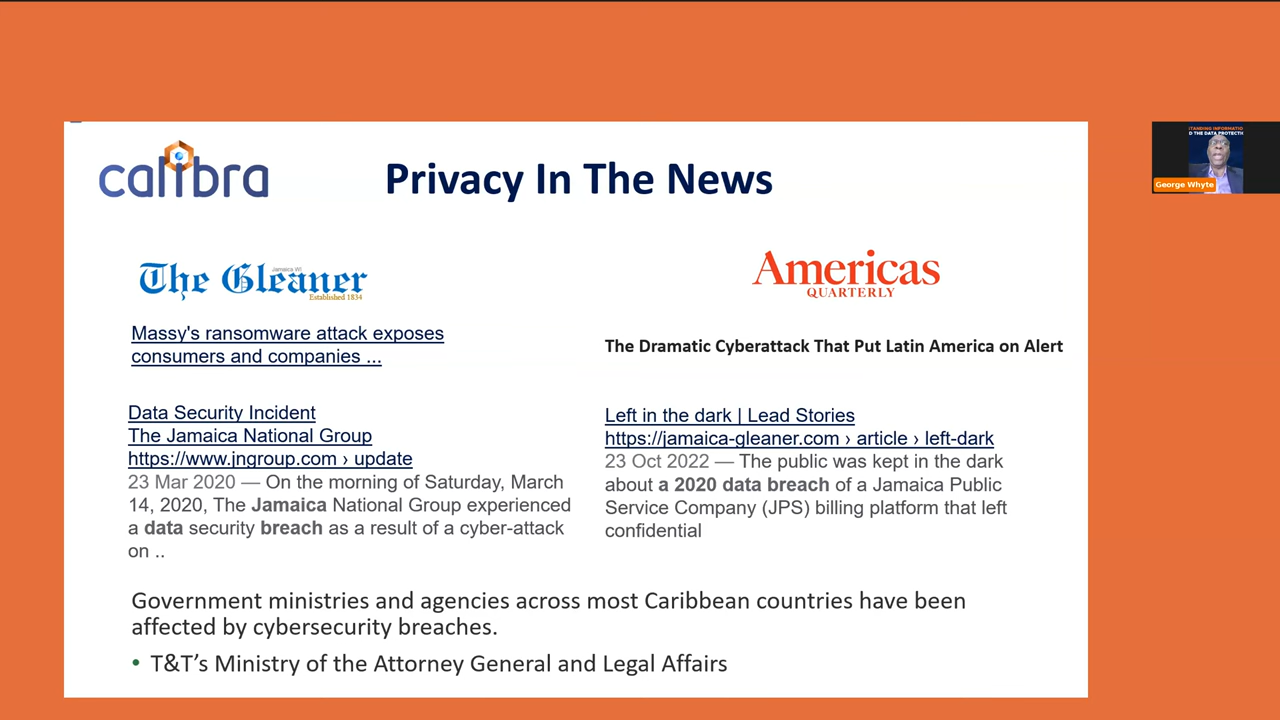 calibra
Privacy In The News
The Gleaner
Jamaica WI
Established 1834
Massy's ransomware attack exposes
consumers and companies ...
Data Security Incident
The Jamaica National Group
https://www.jngroup.com › update
23 Mar 2020 — On the morning of Saturday, March
14, 2020, The Jamaica National Group experienced
a data security breach as a result of a cyber-attack
on ..
Americas
QUARTERLY
The Dramatic Cyberattack That Put Latin America on Alert
Left in the dark | Lead Stories
https://jamaica-gleaner.com › article › left-dark
23 Oct 2022 — The public was kept in the dark
about a 2020 data breach of a Jamaica Public
Service Company (JPS) billing platform that left
confidential
Government ministries and agencies across most Caribbean countries have been
affected by cybersecurity breaches.
• T&T’s Ministry of the Attorney General and Legal Affairs
D THE DATA PROTECTI
George Whyte